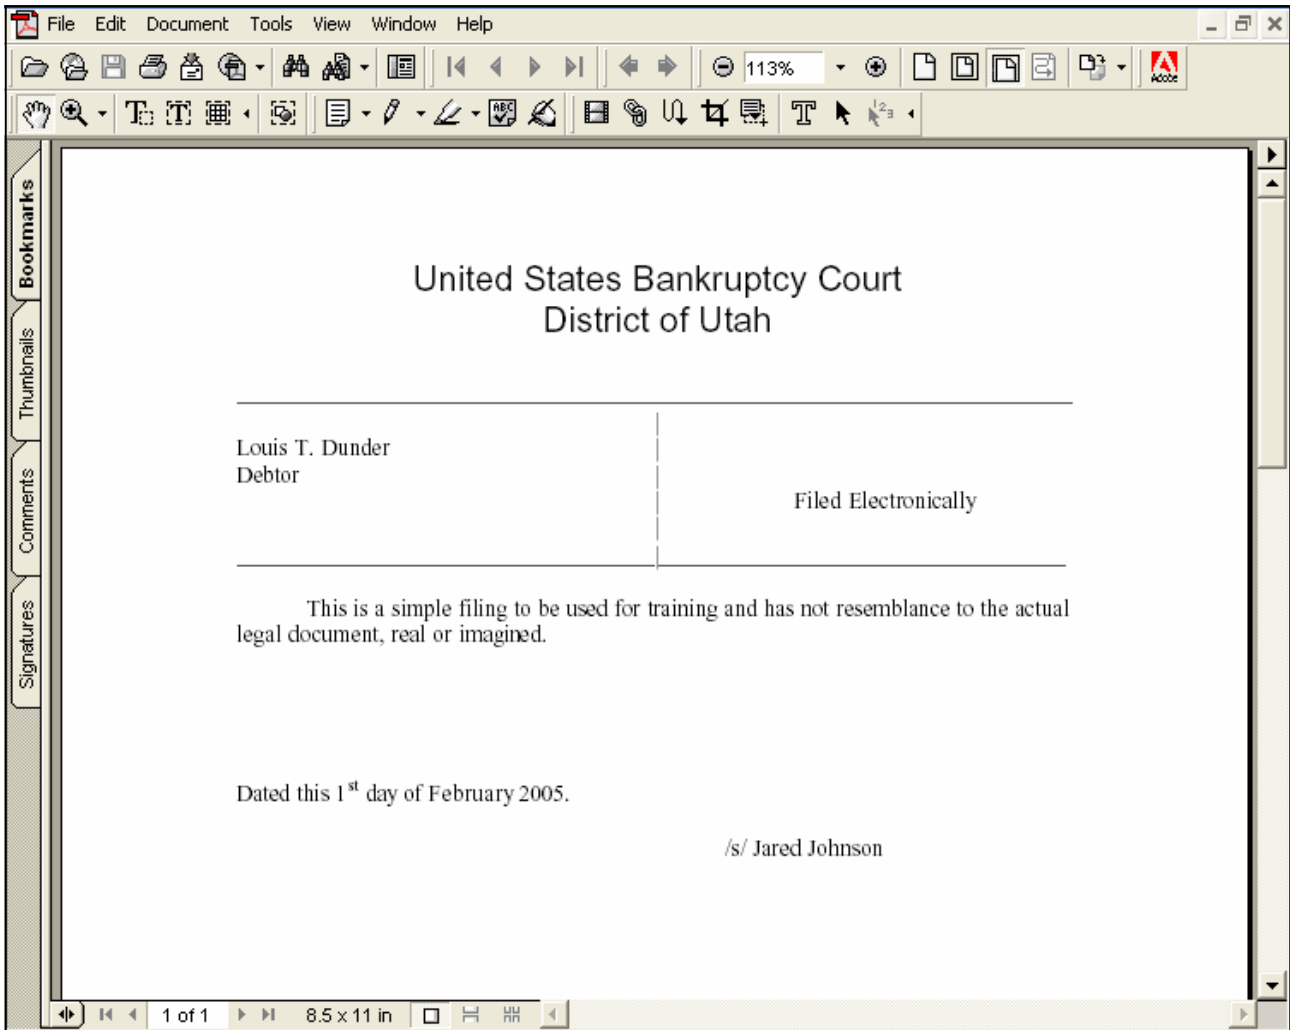 File Edit Document Tools View Window Help
113%
Adobe
Bookmarks
Thumbnails
Comments
Signatures
United States Bankruptcy Court
District of Utah
Louis T. Dunder
Debtor
Filed Electronically
This is a simple filing to be used for training and has not resemblance to the actual
legal document, real or imagined.
Dated this 1st day of February 2005.
/s/ Jared Johnson
1 of 1 8.5 x 11 in